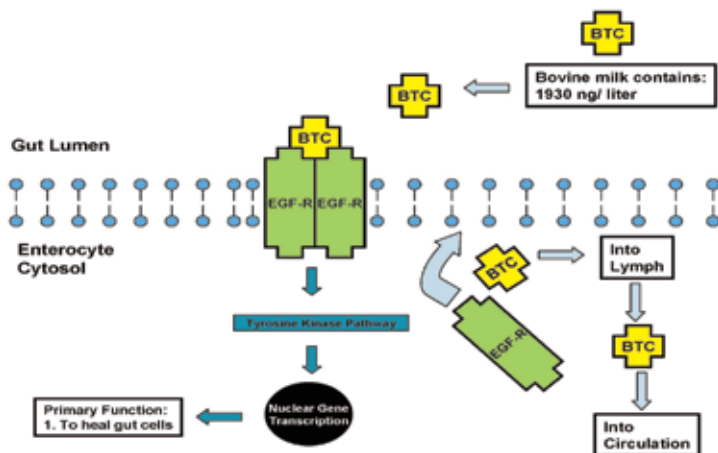 BTC
Bovine milk contains:
1930 ng/ liter
BTC
BTC
Gut Lumen
EGF-R
EGF-R
Enterocyte
Cytosol
BTC
Into
Lymph
EGF-R
BTC
Tyrosine Kinase Pathway
Nuclear Gene
Transcription
Primary Function:
1. To heal gut cells
Into
Circulation